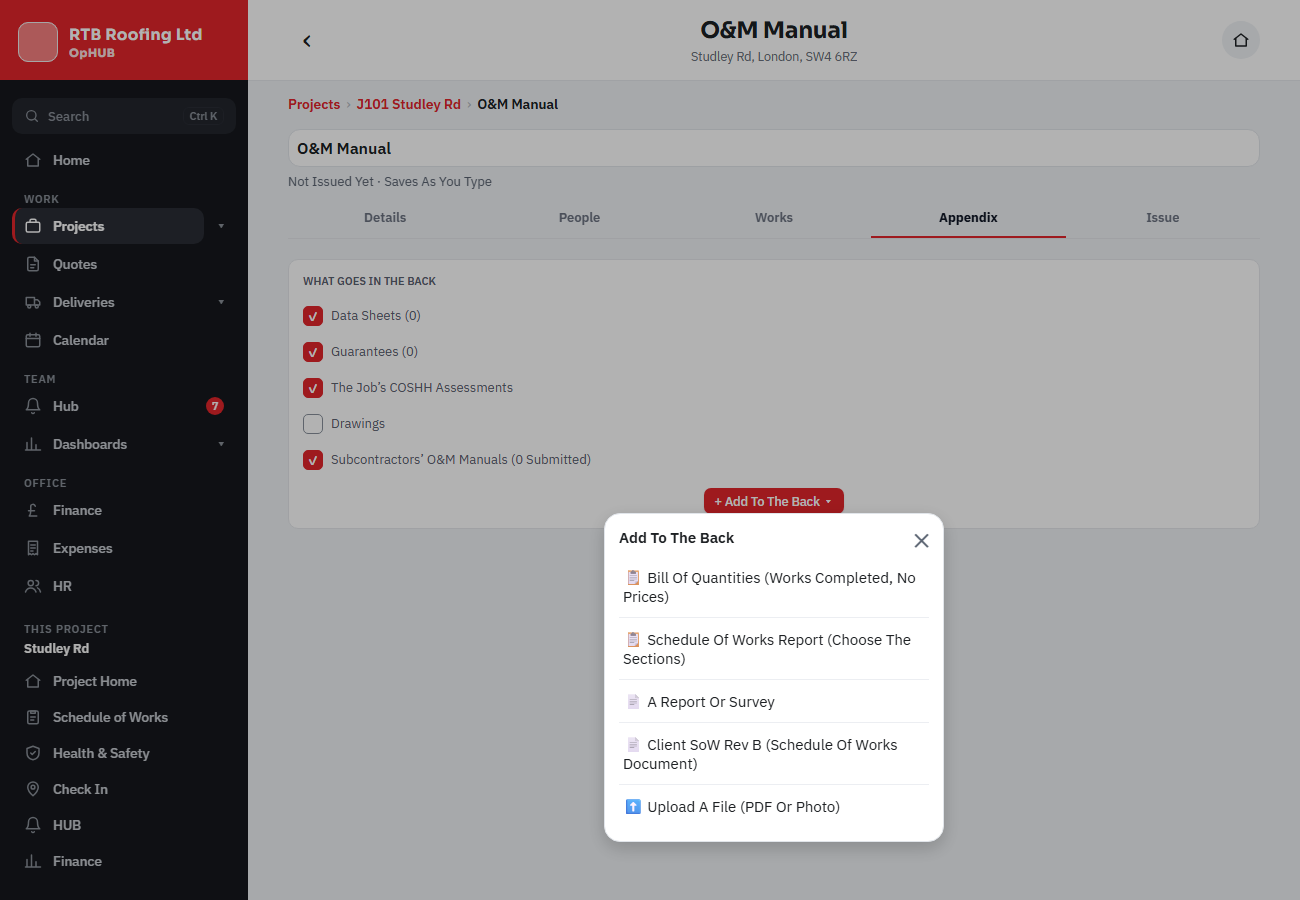 RTB Roofing Ltd
OpHUB
Search
Ctrl K
Home
WORK
Projects
Quotes
Deliveries
Calendar
TEAM
Hub
7
Dashboards
OFFICE
Finance
Expenses
HR
THIS PROJECT
Studley Rd
Project Home
Schedule of Works
Health & Safety
Check In
HUB
Finance
O&M Manual
Studley Rd, London, SW4 6RZ
Projects › J101 Studley Rd › O&M Manual
O&M Manual
Not Issued Yet · Saves As You Type
Details
People
Works
Appendix
Issue
WHAT GOES IN THE BACK
Data Sheets (0)
Guarantees (0)
The Job’s COSHH Assessments
Drawings
Subcontractors’ O&M Manuals (0 Submitted)
+ Add To The Back
Add To The Back
Bill Of Quantities (Works Completed, No
Prices)
Schedule Of Works Report (Choose The
Sections)
A Report Or Survey
Client SoW Rev B (Schedule Of Works
Document)
Upload A File (PDF Or Photo)